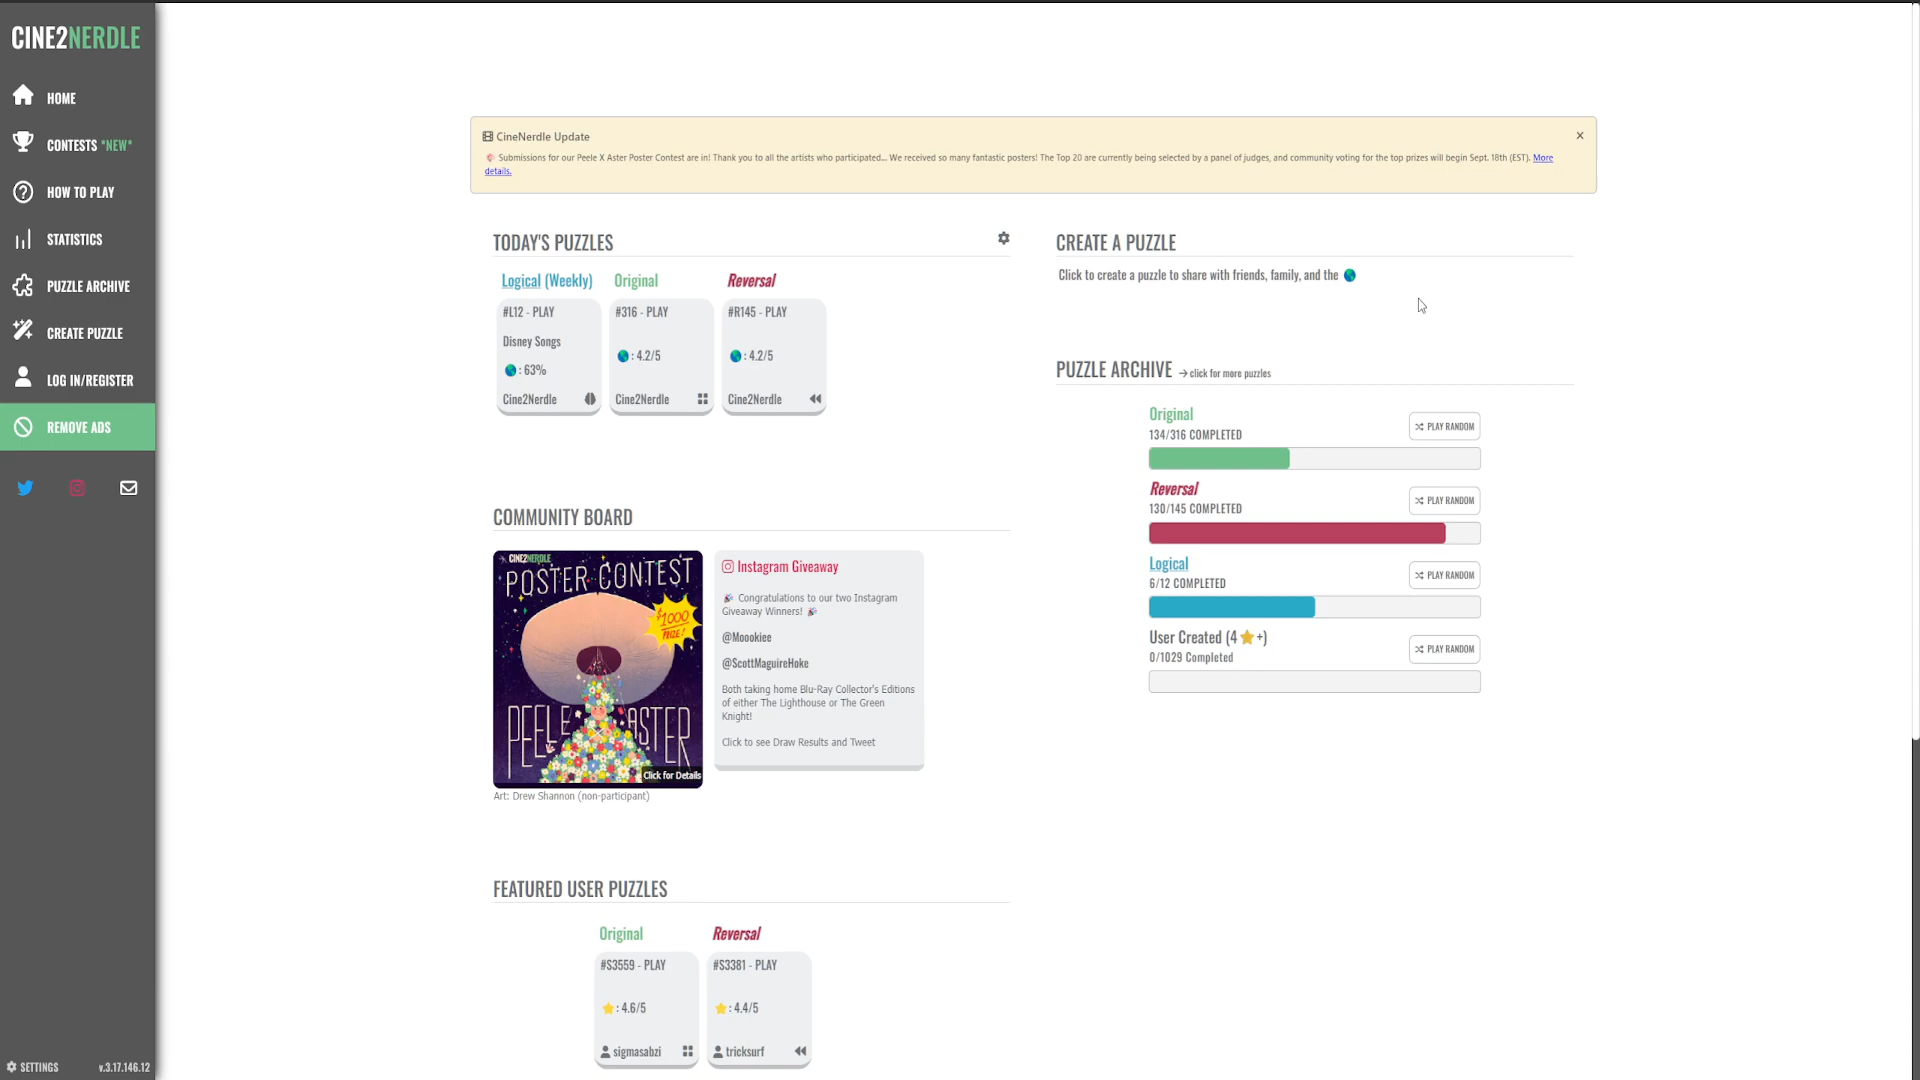 CINE2NERDLE
HOME
CONTESTS *NEW*
HOW TO PLAY
STATISTICS
PUZZLE ARCHIVE
CREATE PUZZLE
LOG IN/REGISTER
REMOVE ADS
SETTINGS
v.3.17.146.12
CineNerdle Update
Submissions for our Peele X Aster Poster Contest are in! Thank you to all the artists who participated... We received so many fantastic posters! The Top 20 are currently being selected by a panel of judges, and community voting for the top prizes will begin Sept. 18th (EST). More
details.
TODAY'S PUZZLES
Logical (Weekly)
#L12 - PLAY
Disney Songs
: 63%
Cine2Nerdle
Original
#316 - PLAY
: 4.2/5
Cine2Nerdle
Reversal
#R145 - PLAY
: 4.2/5
Cine2Nerdle
COMMUNITY BOARD
CINE2NERDLE
POSTER CONTEST
$1000
PRIZE!
PEELE X ASTER
Click for Details
Art: Drew Shannon (non-participant)
Instagram Giveaway
Congratulations to our two Instagram
Giveaway Winners!
@Moookiee
@ScottMaguireHoke
Both taking home Blu-Ray Collector's Editions
of either The Lighthouse or The Green
Knight!
Click to see Draw Results and Tweet
FEATURED USER PUZZLES
Original
#S3559 - PLAY
: 4.6/5
sigmasabzi
Reversal
#S3381 - PLAY
: 4.4/5
tricksurf
CREATE A PUZZLE
Click to create a puzzle to share with friends, family, and the
PUZZLE ARCHIVE → click for more puzzles
Original
134/316 COMPLETED
PLAY RANDOM
Reversal
130/145 COMPLETED
PLAY RANDOM
Logical
6/12 COMPLETED
PLAY RANDOM
User Created (4⭐+)
0/1029 Completed
PLAY RANDOM